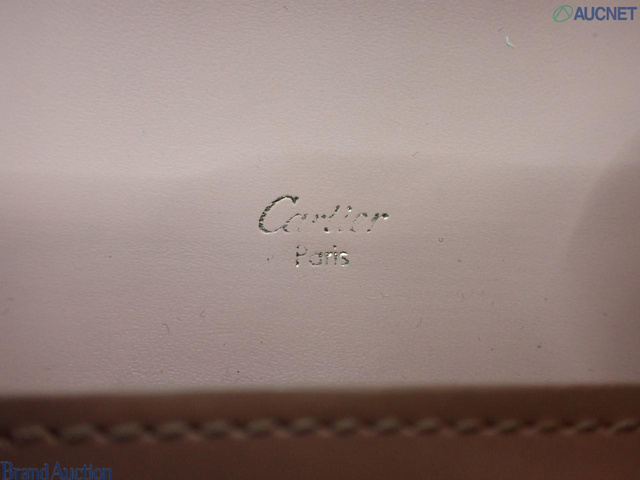 AUCNET
Cartier
Paris
Brand Auction